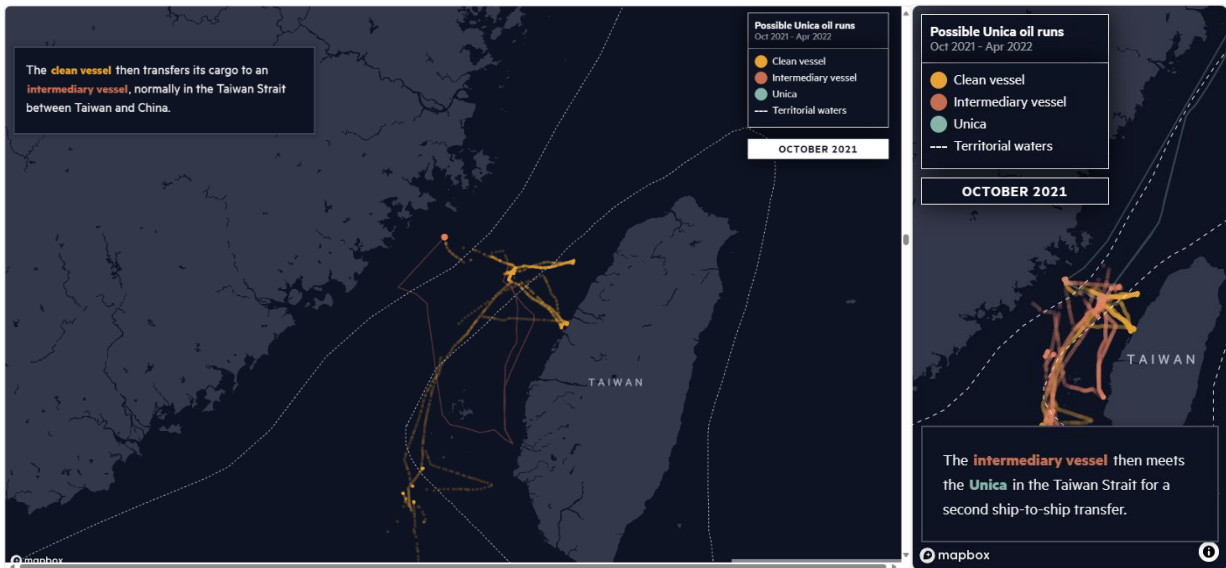 The clean vessel then transfers its cargo to an
intermediary vessel, normally in the Taiwan Strait
between Taiwan and China.
Possible Unica oil runs
Oct 2021 - Apr 2022
Clean vessel
Intermediary vessel
Unica
Territorial waters
OCTOBER 2021
TAIWAN
mapbox
Possible Unica oil runs
Oct 2021 - Apr 2022
Clean vessel
Intermediary vessel
Unica
Territorial waters
OCTOBER 2021
TAIWAN
The intermediary vessel then meets
the Unica in the Taiwan Strait for a
second ship-to-ship transfer.
mapbox